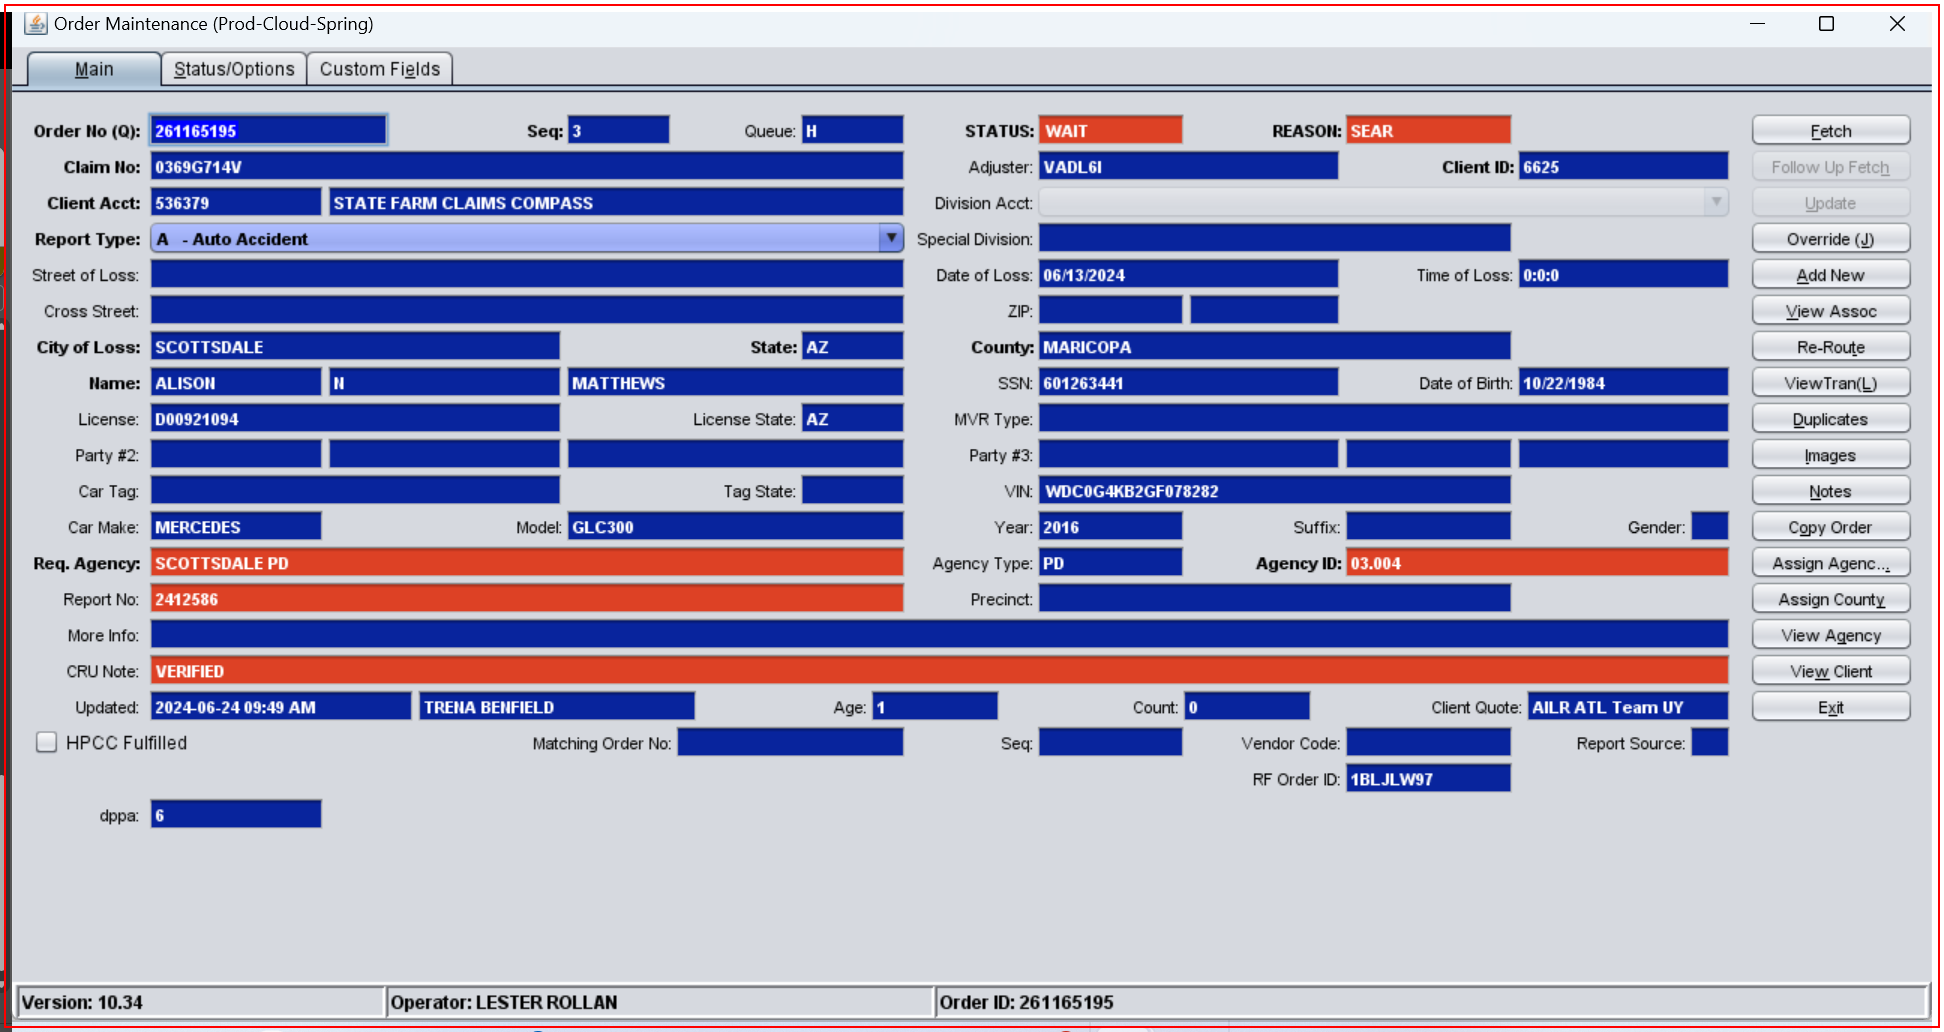 Order Maintenance (Prod-Cloud-Spring)
Main Status/Options Custom Fields
Order No (Q): 261165195 Seq: 3 Queue: H STATUS: WAIT REASON: SEAR Fetch
Claim No: 0369G714V Adjuster: VADL6I Client ID: 6625 Follow Up Fetch
Client Acct: 536379 STATE FARM CLAIMS COMPASS Division Acct: Update
Report Type: A - Auto Accident Special Division: Override (J)
Street of Loss: Date of Loss: 06/13/2024 Time of Loss: 0:0:0 Add New
Cross Street: ZIP: View Assoc
City of Loss: SCOTTSDALE State: AZ County: MARICOPA Re-Route
Name: ALISON N MATTHEWS SSN: 601263441 Date of Birth: 10/22/1984 ViewTran(L)
License: D00921094 License State: AZ MVR Type: Duplicates
Party #2: Party #3: Images
Car Tag: Tag State: VIN: WDC0G4KB2GF078282 Notes
Car Make: MERCEDES Model: GLC300 Year: 2016 Suffix: Gender: Copy Order
Req. Agency: SCOTTSDALE PD Agency Type: PD Agency ID: 03.004 Assign Agenc...
Report No: 2412586 Precinct: Assign County
More Info: View Agency
CRU Note: VERIFIED View Client
Updated: 2024-06-24 09:49 AM TRENA BENFIELD Age: 1 Count: 0 Client Quote: AILR ATL Team UY Exit
HPCC Fulfilled Matching Order No: Seq: Vendor Code: Report Source:
RF Order ID: 1BLJLW97
dppa: 6
Version: 10.34 Operator: LESTER ROLLAN Order ID: 261165195